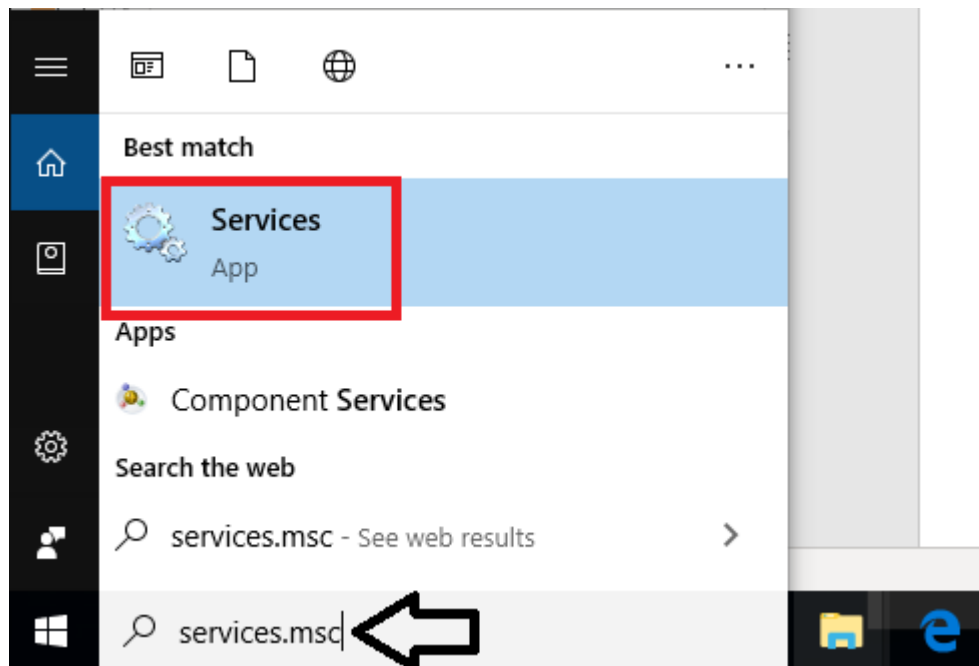 Best match
Services
App
Apps
Component Services
Search the web
services.msc - See web results
services.msc